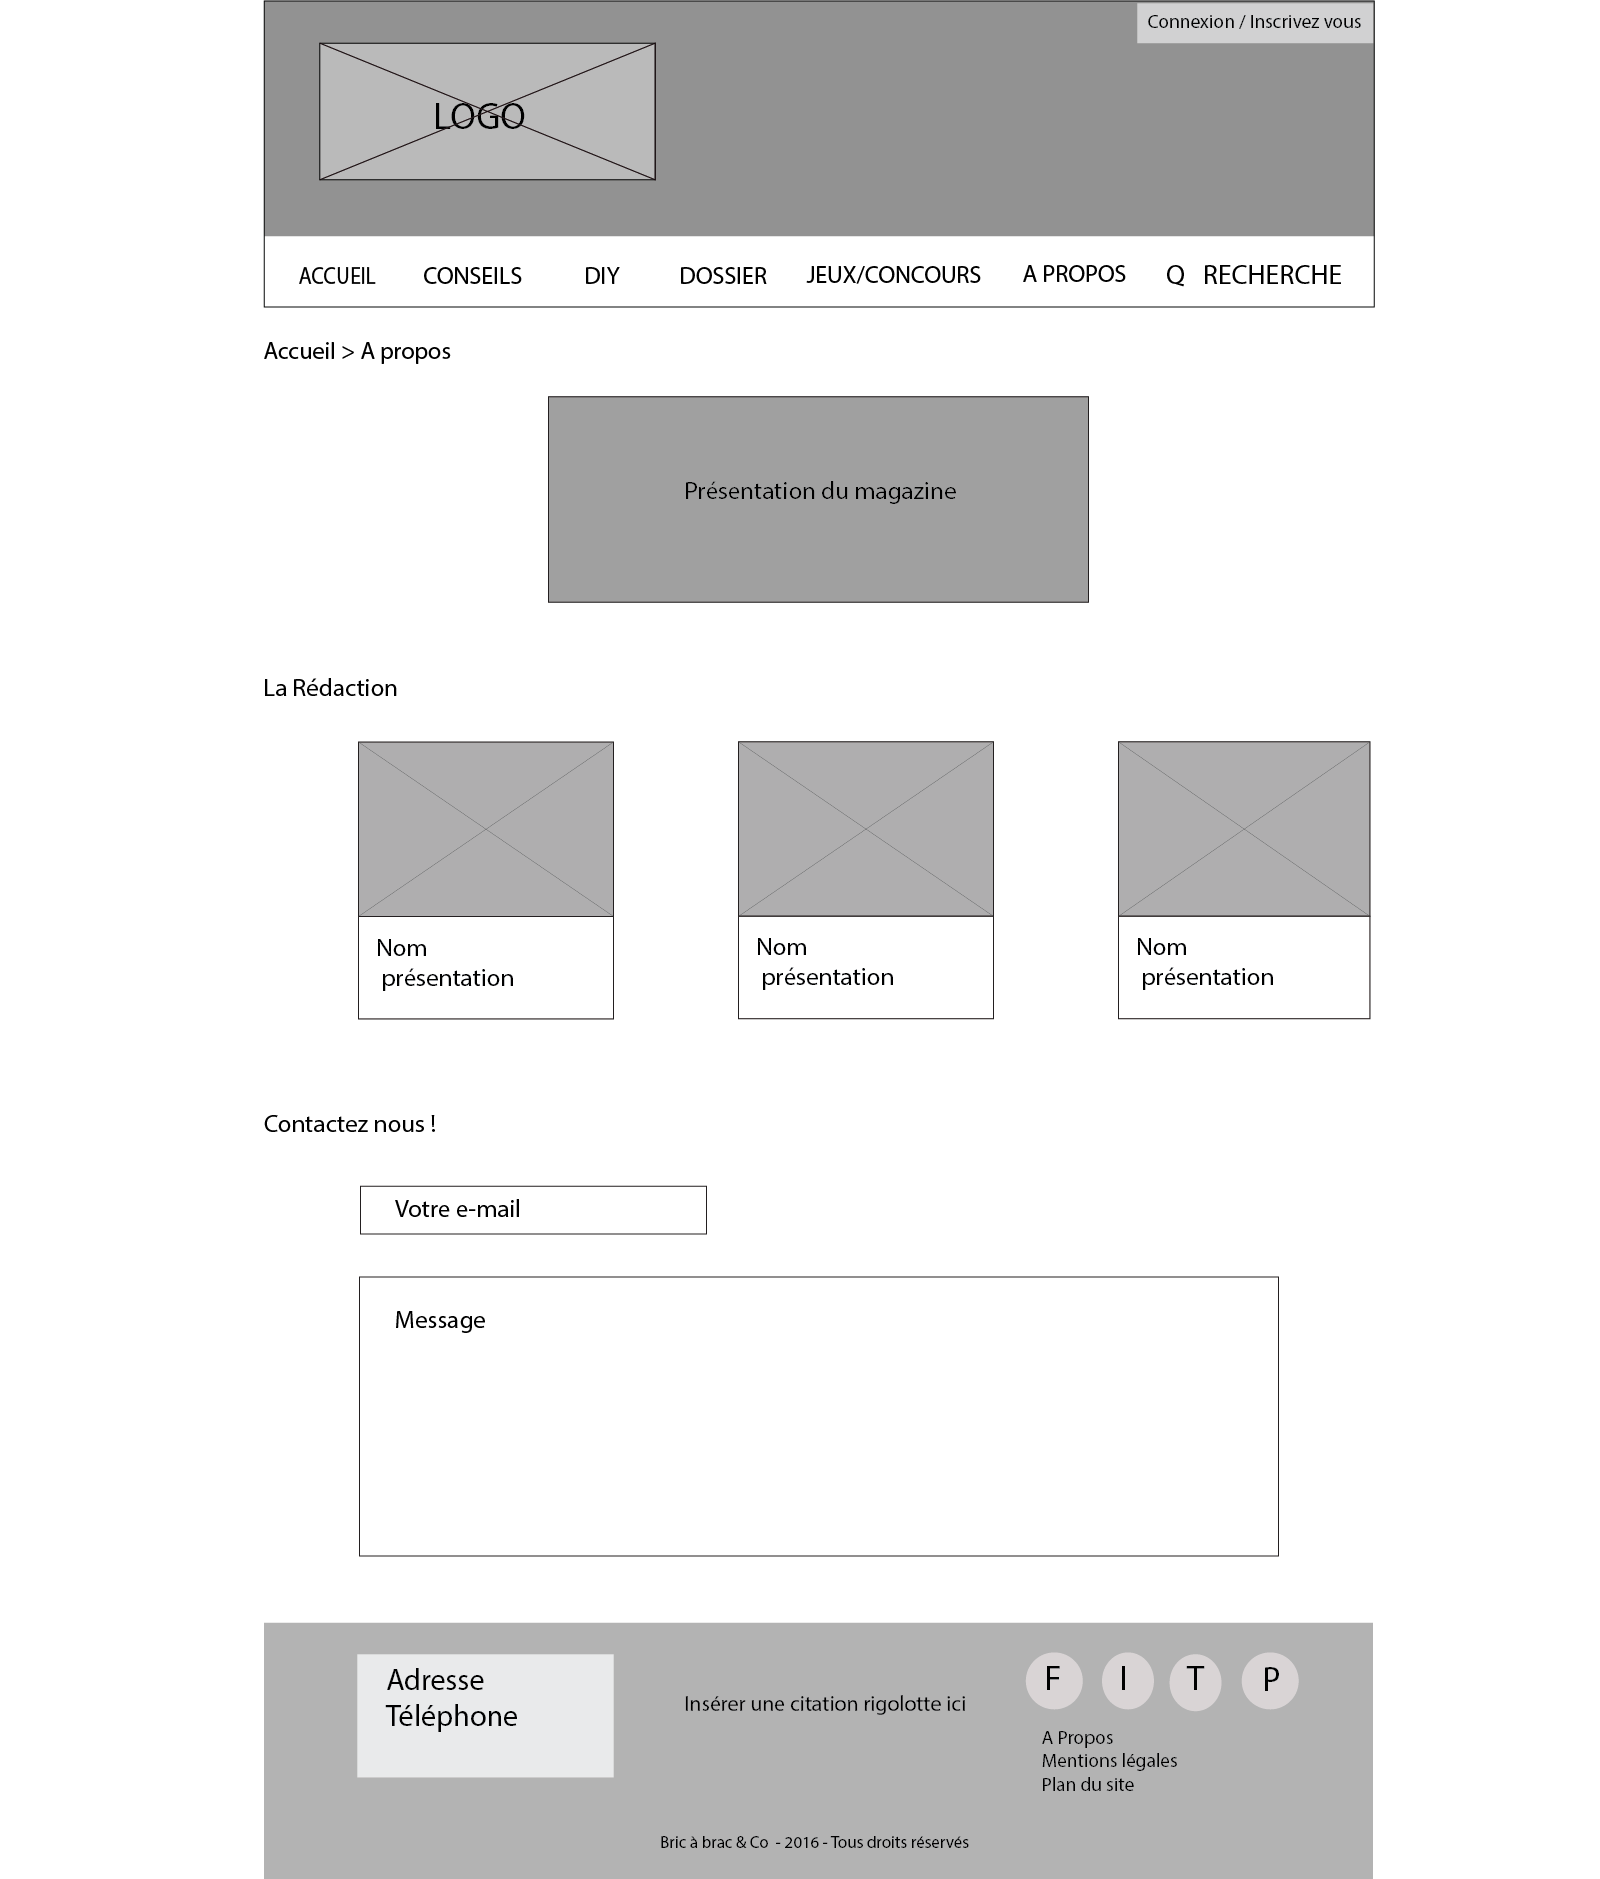 Connexion / Inscrivez vous
LOGO
ACCUEIL CONSEILS DIY DOSSIER JEUX/CONCOURS A PROPOS Q RECHERCHE
Accueil > A propos
Présentation du magazine
La Rédaction
Nom
présentation
Nom
présentation
Nom
présentation
Contactez nous !
Votre e-mail
Message
Adresse
Téléphone
Insérer une citation rigolotte ici
F I T P
A Propos
Mentions légales
Plan du site
Bric à brac & Co - 2016 - Tous droits réservés